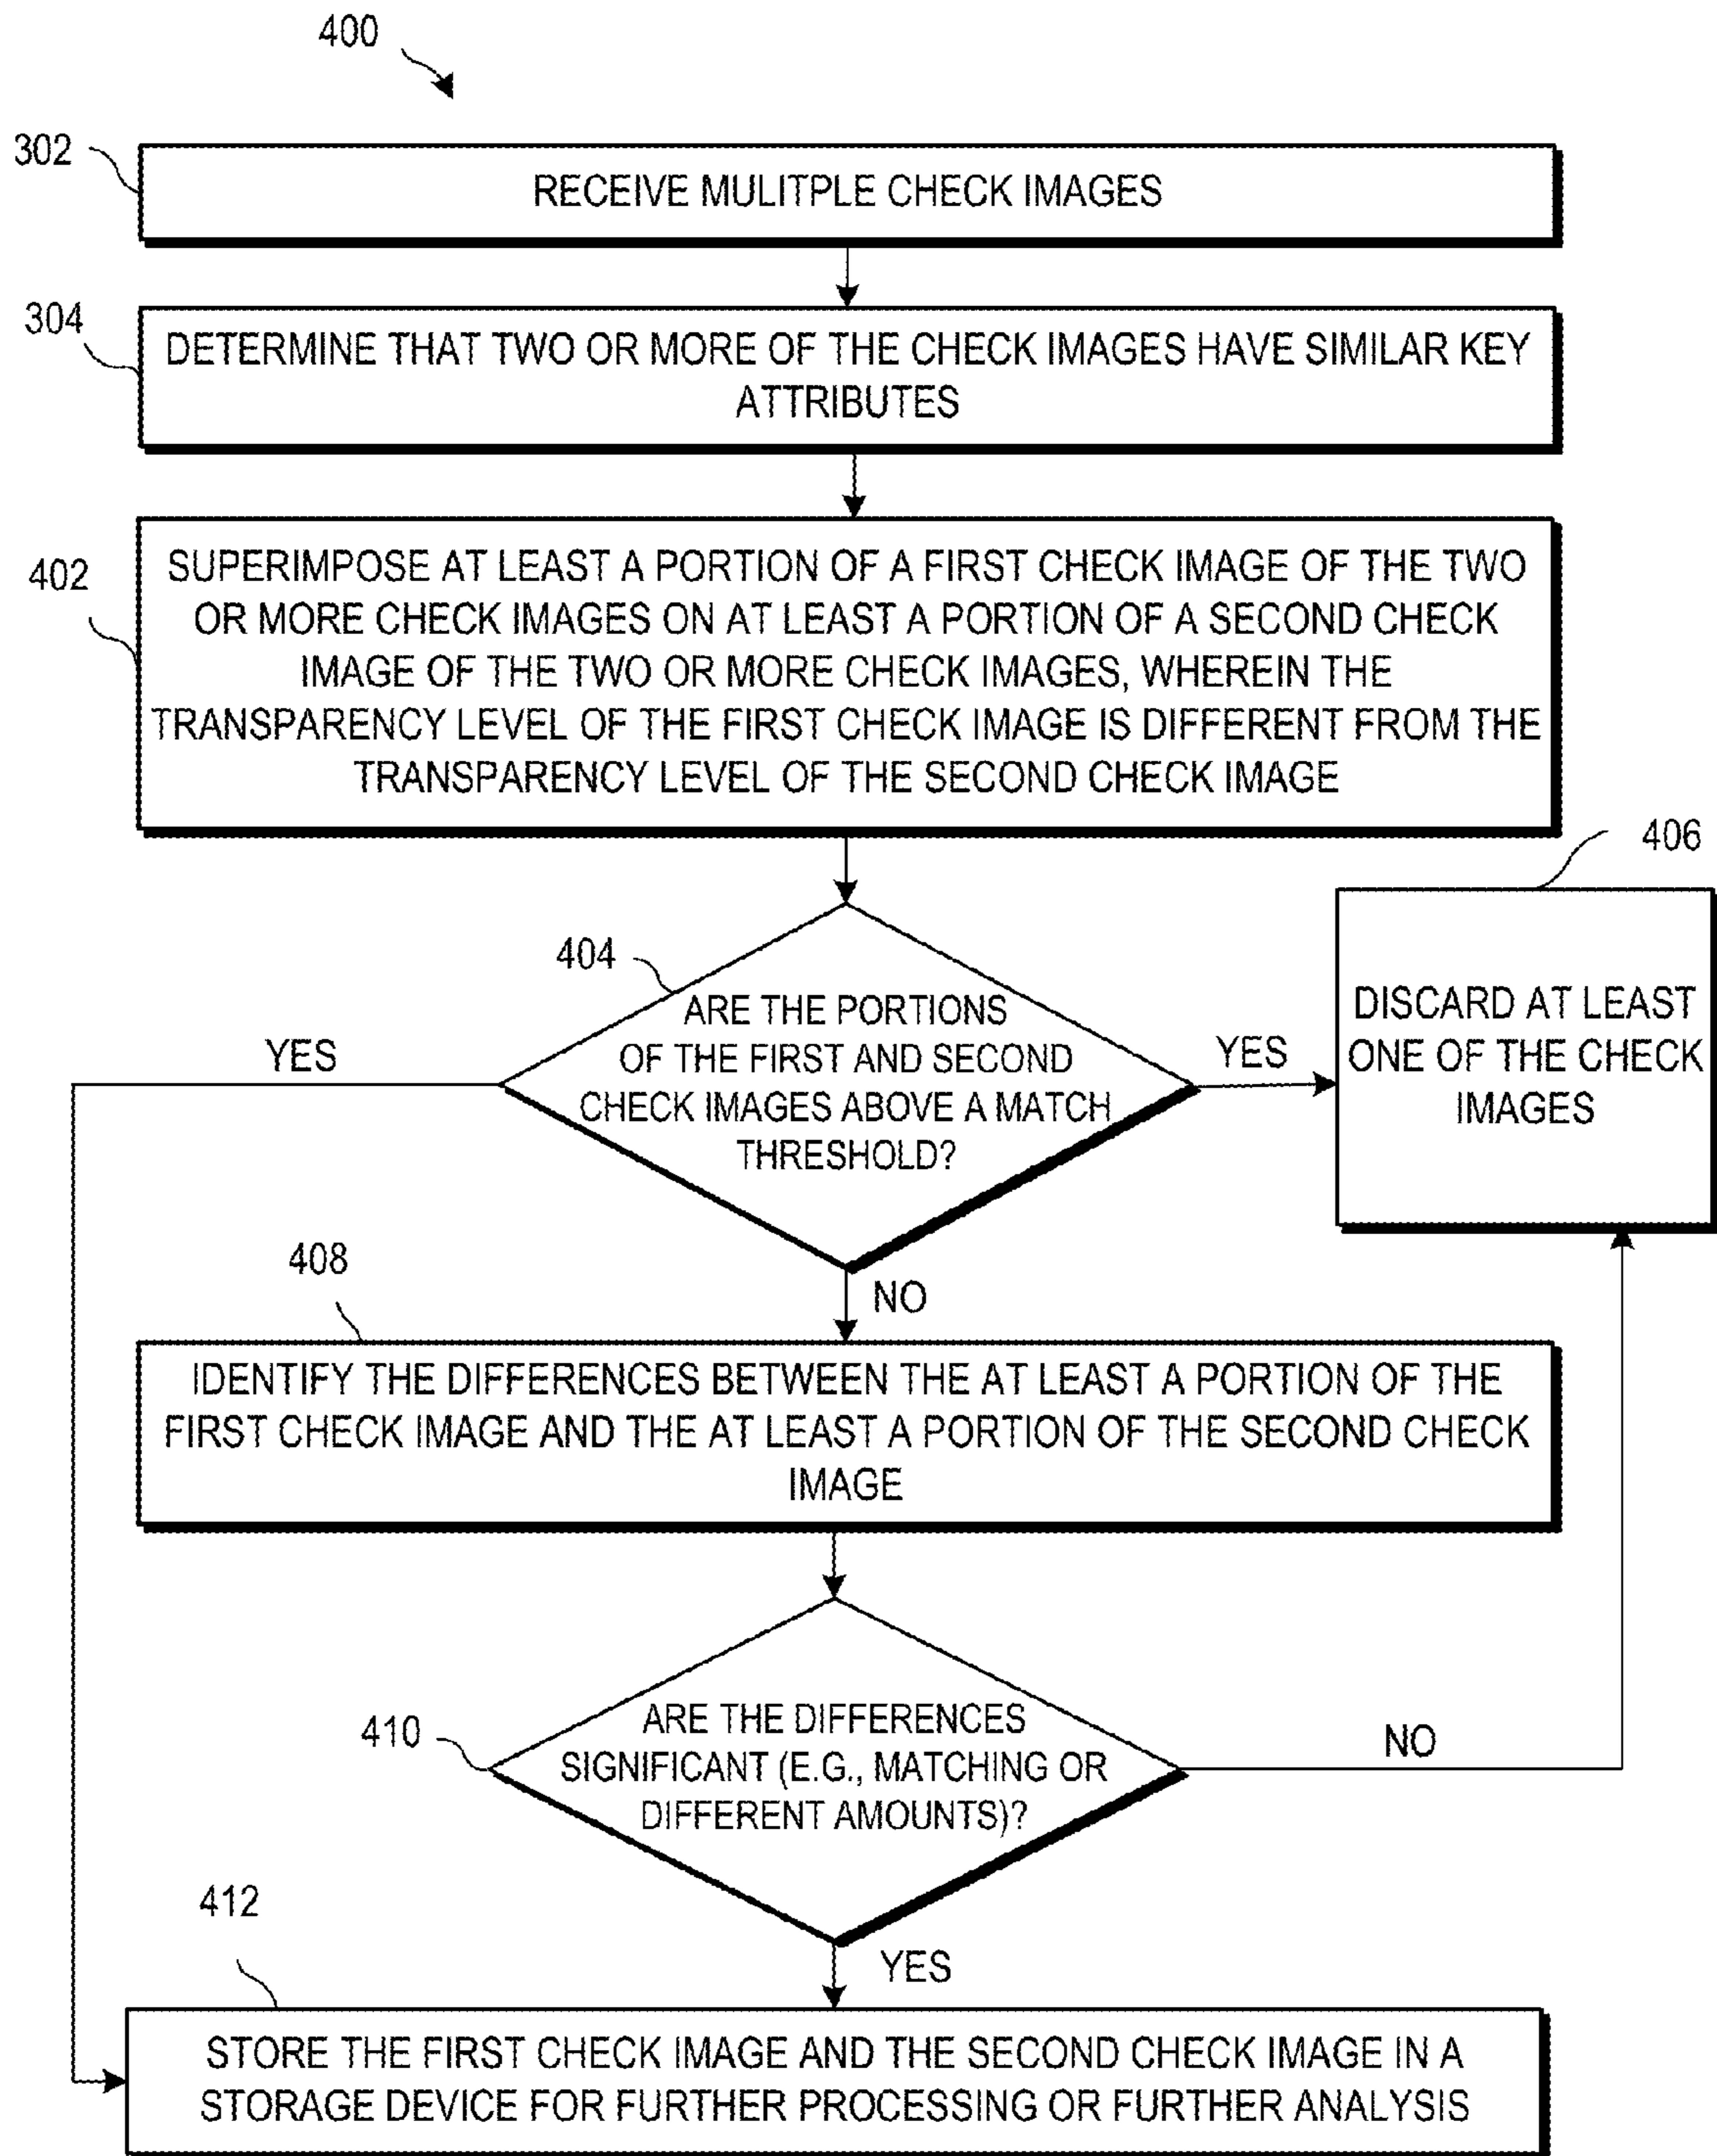 400
302
RECEIVE MULITPLE CHECK IMAGES
304
DETERMINE THAT TWO OR MORE OF THE CHECK IMAGES HAVE SIMILAR KEY
ATTRIBUTES
402
SUPERIMPOSE AT LEAST A PORTION OF A FIRST CHECK IMAGE OF THE TWO
OR MORE CHECK IMAGES ON AT LEAST A PORTION OF A SECOND CHECK
IMAGE OF THE TWO OR MORE CHECK IMAGES, WHEREIN THE
TRANSPARENCY LEVEL OF THE FIRST CHECK IMAGE IS DIFFERENT FROM THE
TRANSPARENCY LEVEL OF THE SECOND CHECK IMAGE
404
ARE THE PORTIONS
OF THE FIRST AND SECOND
CHECK IMAGES ABOVE A MATCH
THRESHOLD?
YES
YES
406
DISCARD AT LEAST
ONE OF THE CHECK
IMAGES
NO
408
IDENTIFY THE DIFFERENCES BETWEEN THE AT LEAST A PORTION OF THE
FIRST CHECK IMAGE AND THE AT LEAST A PORTION OF THE SECOND CHECK
IMAGE
410
ARE THE DIFFERENCES
SIGNIFICANT (E.G., MATCHING OR
DIFFERENT AMOUNTS)?
NO
YES
412
STORE THE FIRST CHECK IMAGE AND THE SECOND CHECK IMAGE IN A
STORAGE DEVICE FOR FURTHER PROCESSING OR FURTHER ANALYSIS